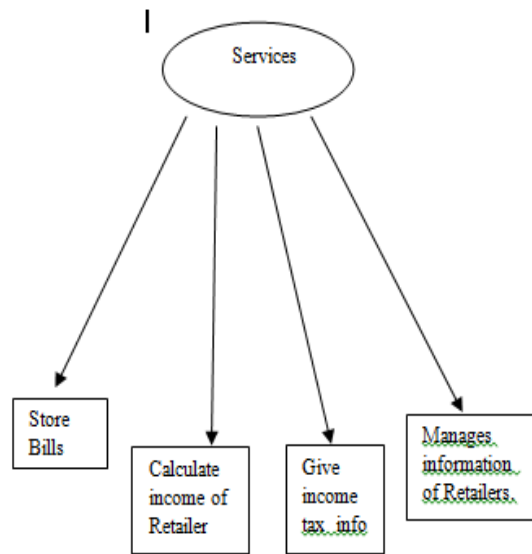 Services
Store
Bills
Calculate
income of
Retailer
Give
income
tax info
Manages
information
of Retailers.